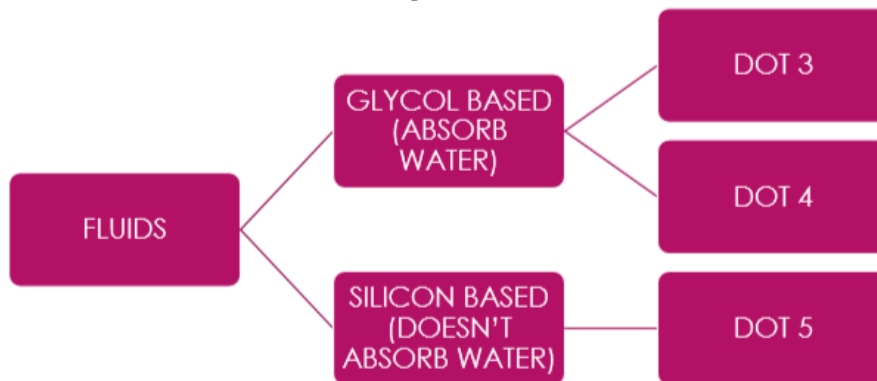 FLUIDS
GLYCOL BASED
(ABSORB
WATER)
DOT 3
DOT 4
SILICON BASED
(DOESN'T
ABSORB WATER)
DOT 5